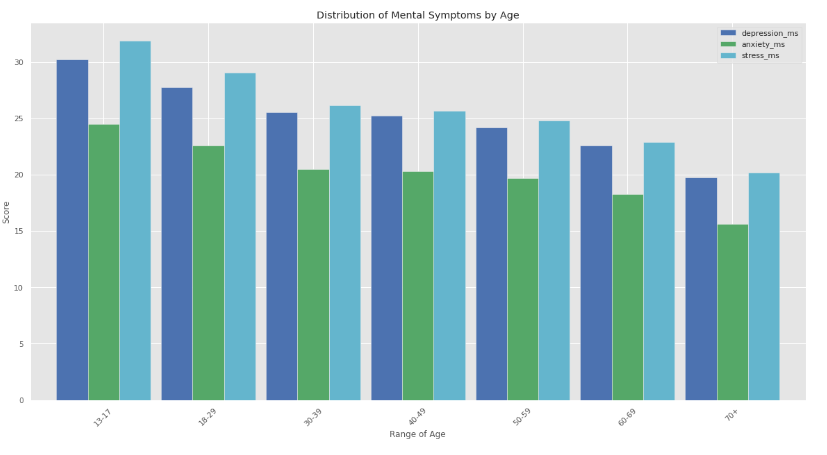 Distribution of Mental Symptoms by Age
depression_ms
anxiety_ms
stress_ms
Score
30
25
20
15
10
5
0
13-17
18-29
30-39
40-49
50-59
60-69
70+
Range of Age